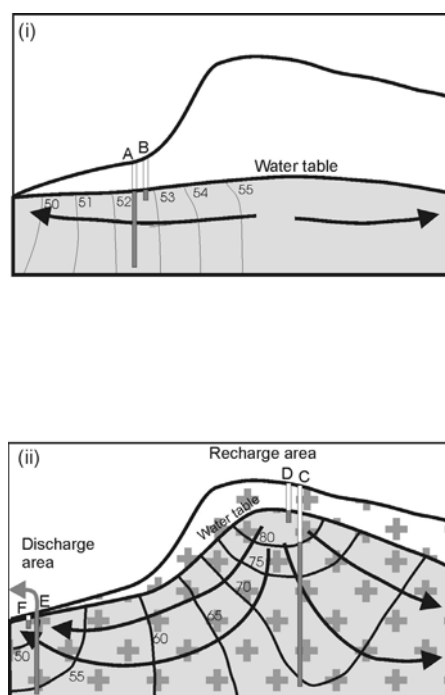 (i)
A
B
Water table
50
51
52
53
54
55
(ii)
Recharge area
D
C
Water table
80
75
70
65
60
55
50
Discharge
area
F
E